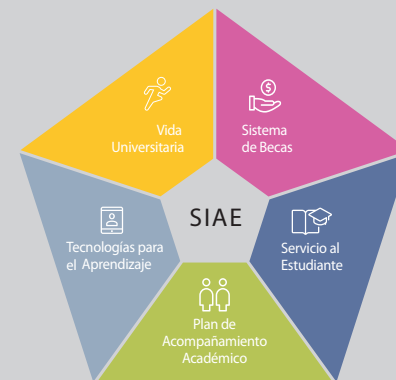 Vida
Universitaria
Sistema
de Becas
SIAE
Tecnologías para
el Aprendizaje
Servicio al
Estudiante
Plan de
Acompañamiento
Académico